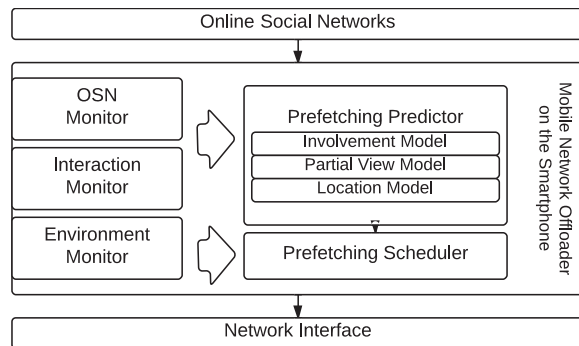 Online Social Networks
OSN
Monitor
Interaction
Monitor
Environment
Monitor
Prefetching Predictor
Involvement Model
Partial View Model
Location Model
Prefetching Scheduler
Mobile Network Offloader
on the Smartphone
Network Interface